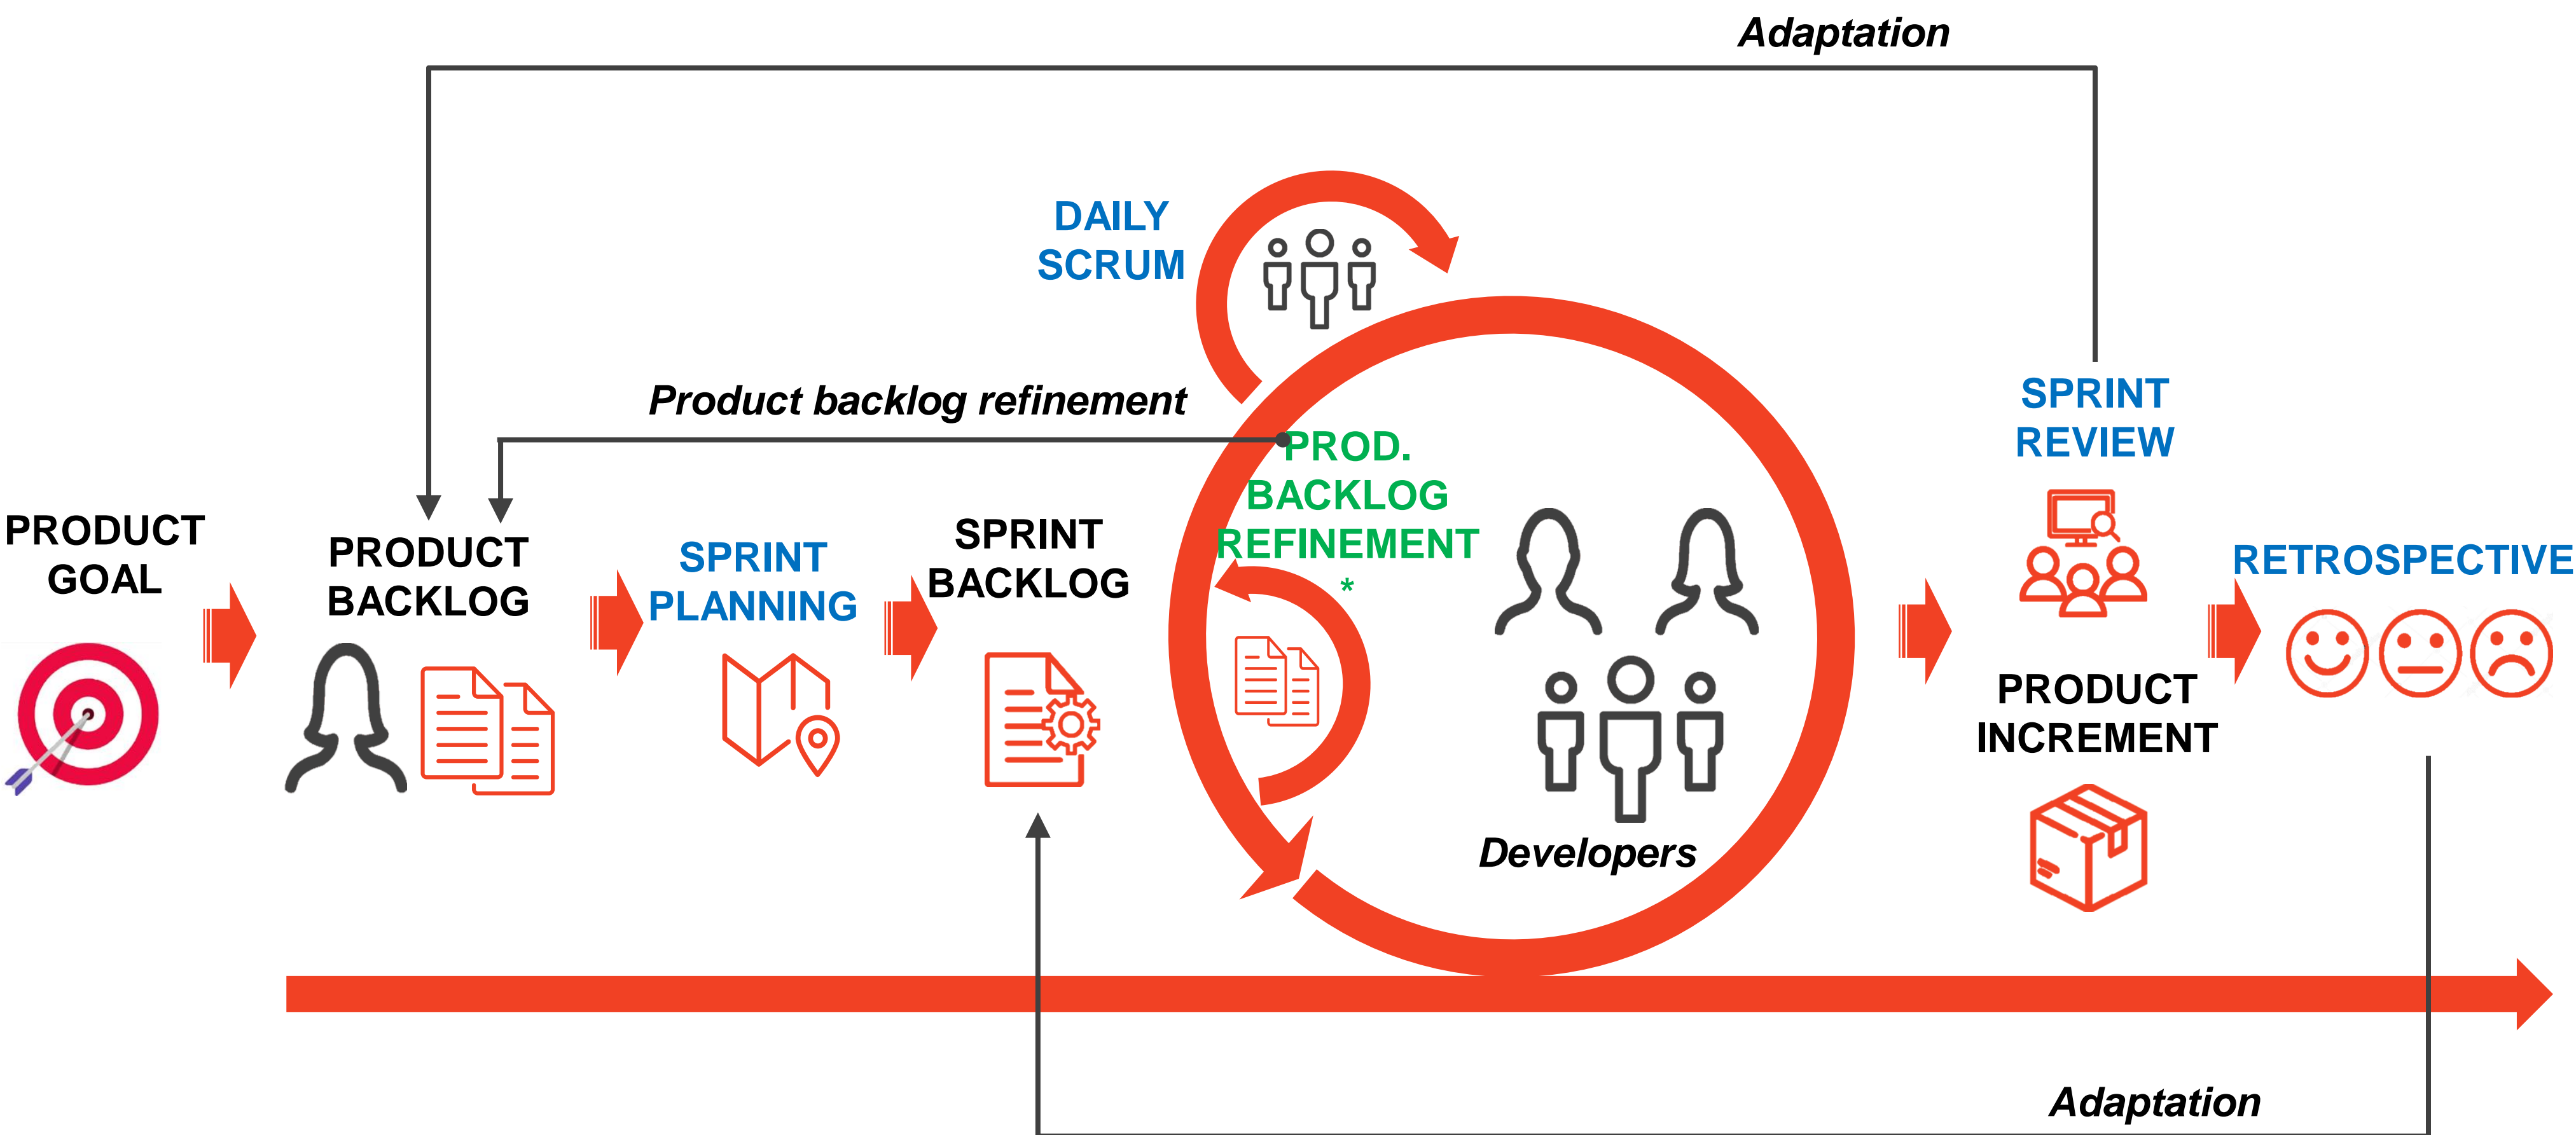 Adaptation
DAILY
SCRUM
Product backlog refinement
SPRINT
REVIEW
PROD.
BACKLOG
REFINEMENT
*
PRODUCT
GOAL
PRODUCT
BACKLOG
SPRINT
PLANNING
SPRINT
BACKLOG
RETROSPECTIVE
PRODUCT
INCREMENT
Developers
Adaptation